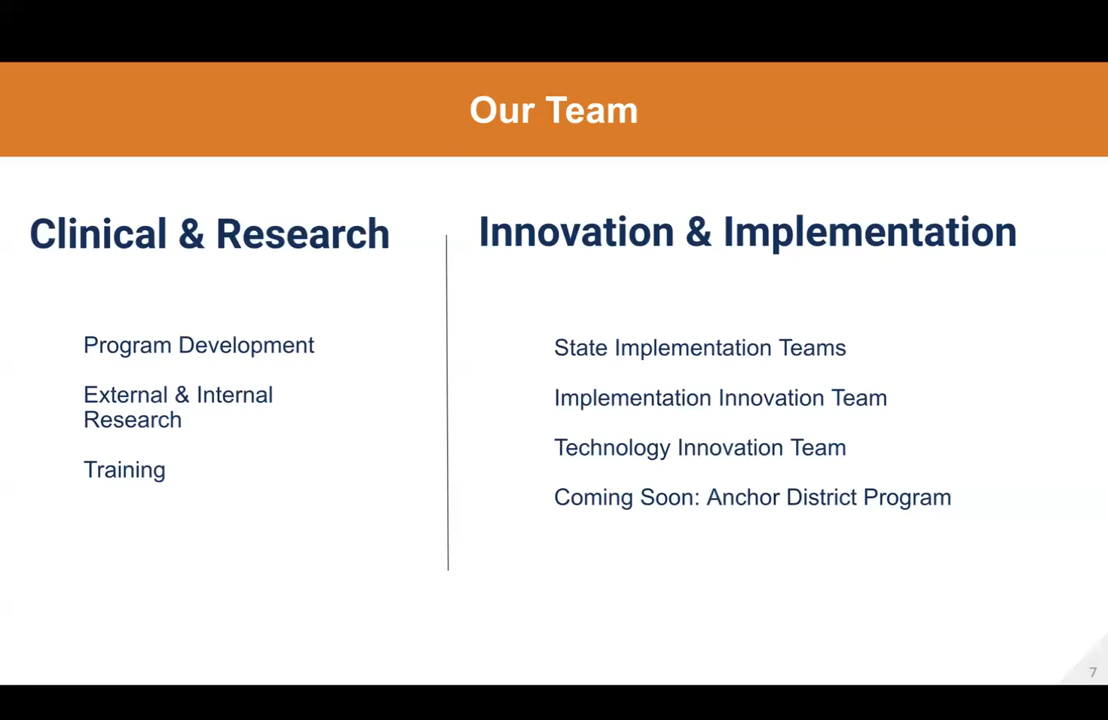 Our Team
Clinical & Research
Program Development
External & Internal
Research
Training
Innovation & Implementation
State Implementation Teams
Implementation Innovation Team
Technology Innovation Team
Coming Soon: Anchor District Program
7